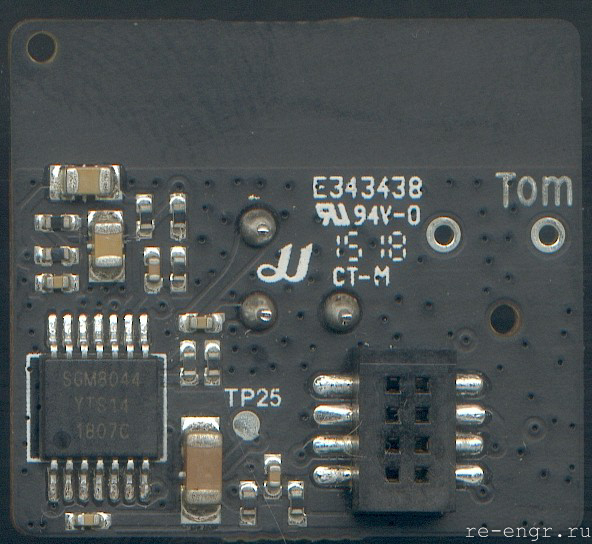 E343438
94V-0
Tom
15 18
CT-M
SGM8044
YTS14
1807C
TP25
re-engr.ru